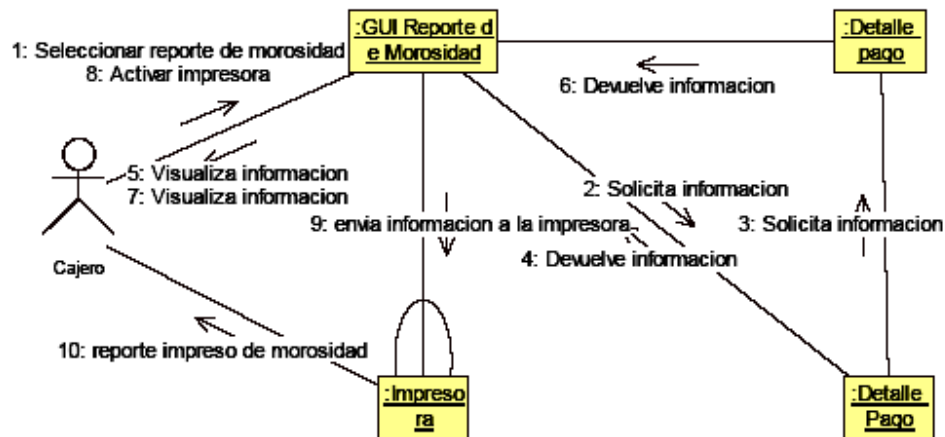 :GUI Reporte d
e Morosidad
:Detalle
pago
1: Seleccionar reporte de morosidad
8: Activar impresora
6: Devuelve informacion
5: Visualiza informacion
7: Visualiza informacion
2: Solicita informacion
9: envia informacion a la impresora
3: Solicita informacion
4: Devuelve informacion
Cajero
10: reporte impreso de morosidad
:Impreso
ra
:Detalle
Pago